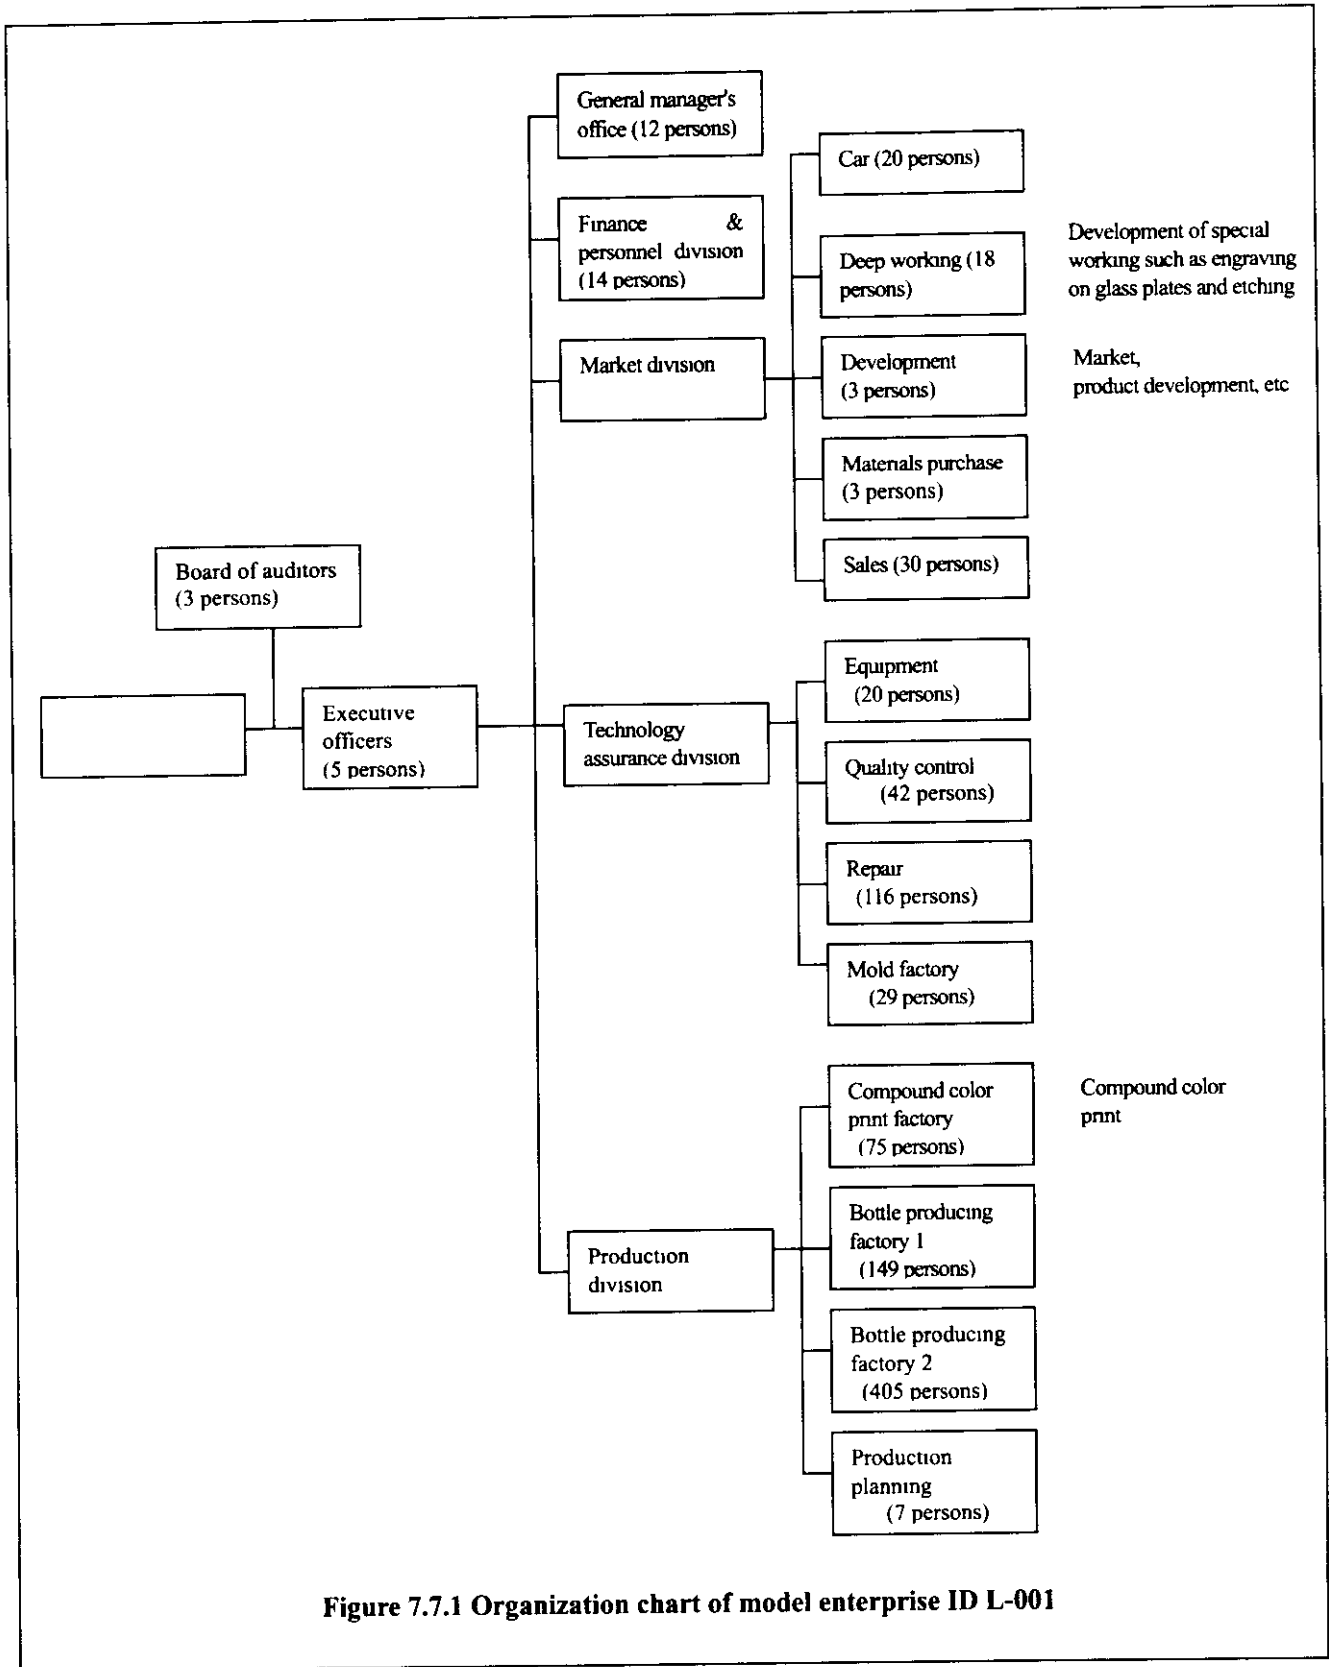 General manager's
office (12 persons)
Finance &
personnel division
(14 persons)
Market division
Car (20 persons)
Deep working (18
persons)
Development of special
working such as engraving
on glass plates and etching
Development
(3 persons)
Market,
product development, etc
Materials purchase
(3 persons)
Sales (30 persons)
Board of auditors
(3 persons)
Executive
officers
(5 persons)
Technology
assurance division
Equipment
(20 persons)
Quality control
(42 persons)
Repair
(116 persons)
Mold factory
(29 persons)
Production
division
Compound color
print factory
(75 persons)
Compound color
print
Bottle producing
factory 1
(149 persons)
Bottle producing
factory 2
(405 persons)
Production
planning
(7 persons)
Figure 7.7.1 Organization chart of model enterprise ID L-001